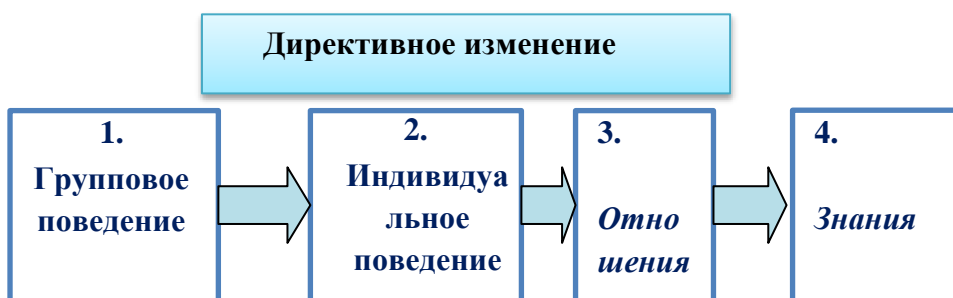 Директивное изменение
1.
Групповое
поведение
2.
Индивидуа
льное
поведение
3.
Отно
шения
4.
Знания